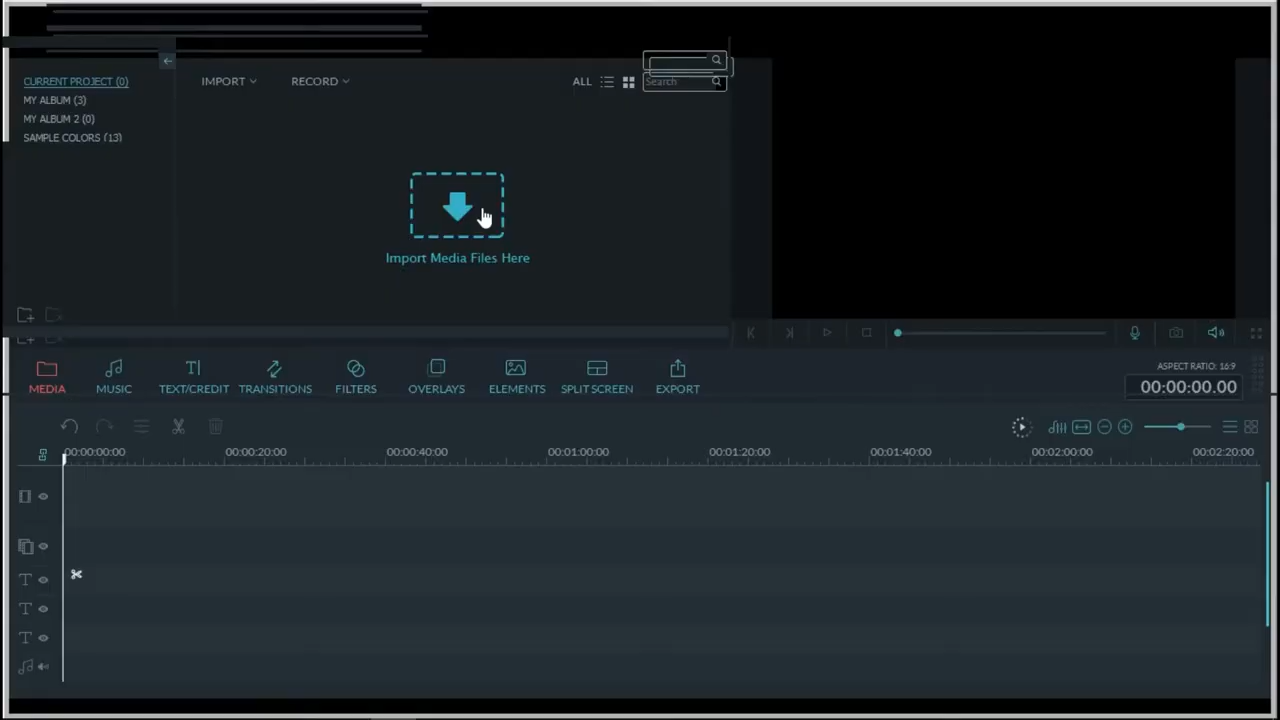 CURRENT PROJECT (0)
IMPORT
RECORD
ALL
Search
MY ALBUM (3)
MY ALBUM 2 (0)
SAMPLE COLORS (13)
Import Media Files Here
MEDIA
MUSIC
TEXT/CREDIT
TRANSITIONS
FILTERS
OVERLAYS
ELEMENTS
SPLIT SCREEN
EXPORT
ASPECT RATIO: 16:9
00:00:00.00
00:00:00:00
00:00:20:00
00:00:40:00
00:01:00:00
00:01:20:00
00:01:40:00
00:02:00:00
00:02:20:00